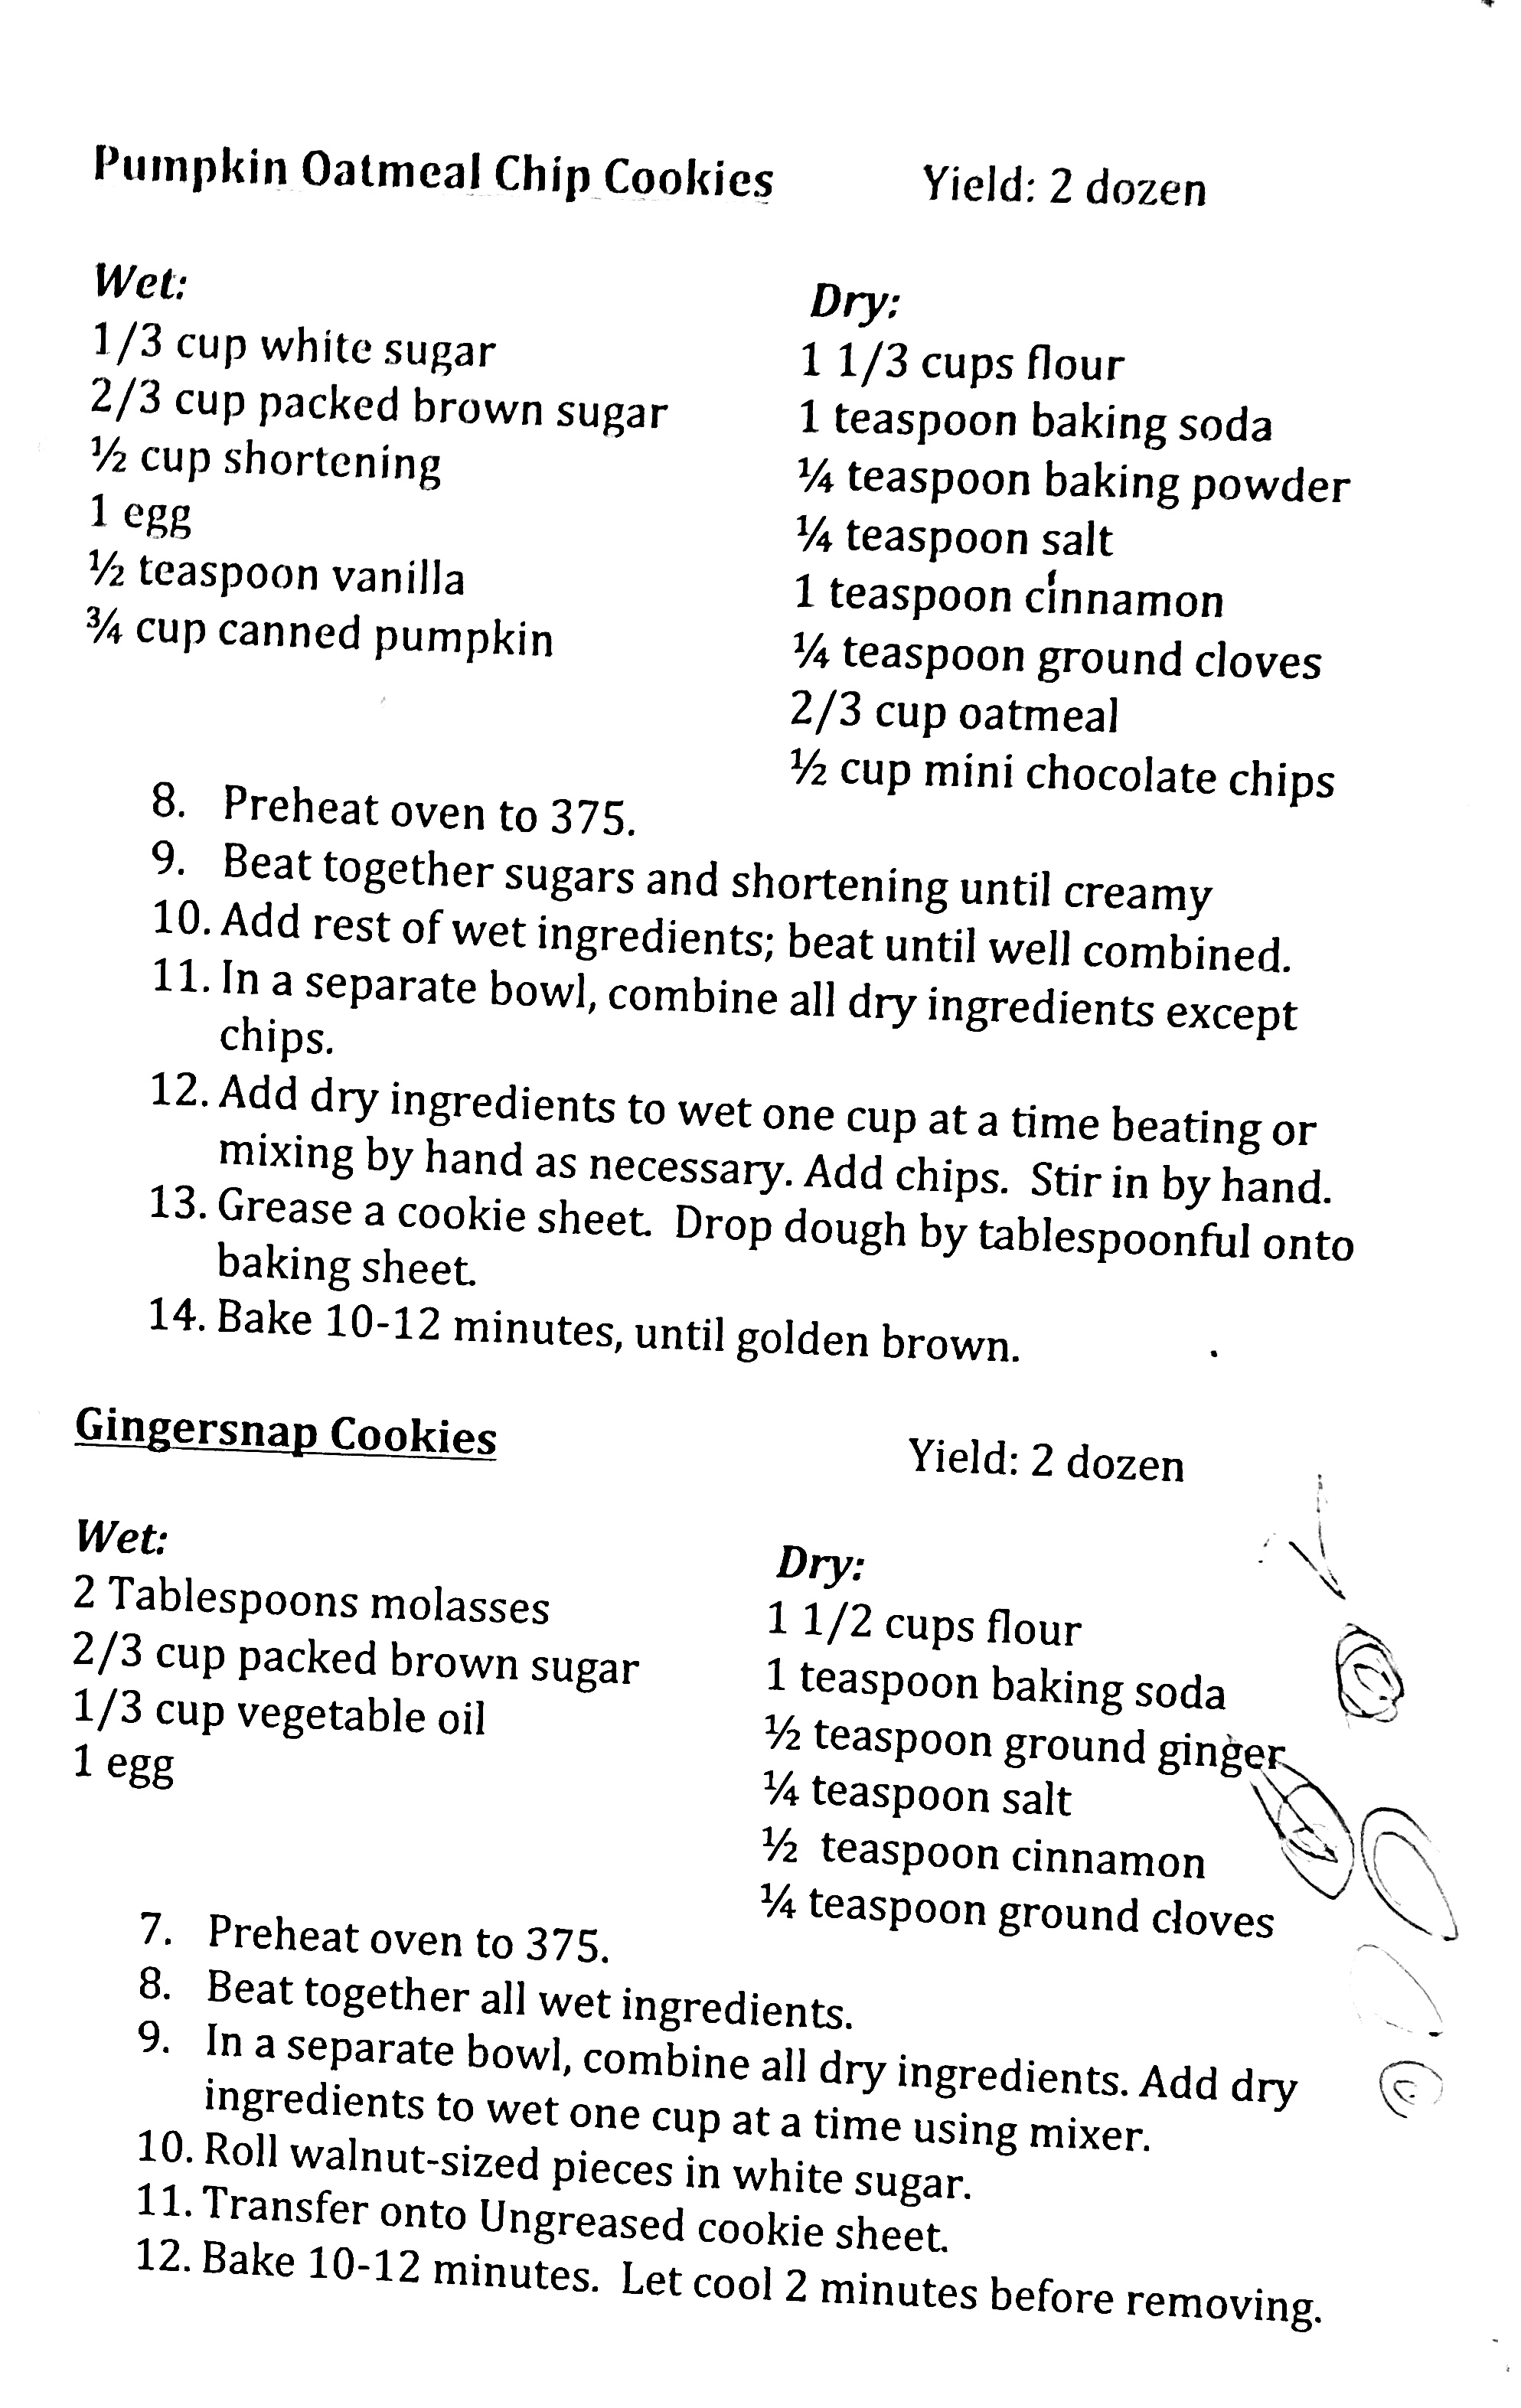 Pumpkin Oatmeal Chip Cookies Yield: 2 dozen
Wet:
1/3 cup white sugar
2/3 cup packed brown sugar
½ cup shortening
1 egg
½ teaspoon vanilla
¾ cup canned pumpkin
Dry:
1 1/3 cups flour
1 teaspoon baking soda
¼ teaspoon baking powder
¼ teaspoon salt
1 teaspoon cinnamon
¼ teaspoon ground cloves
2/3 cup oatmeal
½ cup mini chocolate chips
8. Preheat oven to 375.
9. Beat together sugars and shortening until creamy
10. Add rest of wet ingredients; beat until well combined.
11. In a separate bowl, combine all dry ingredients except
chips.
12. Add dry ingredients to wet one cup at a time beating or
mixing by hand as necessary. Add chips. Stir in by hand.
13. Grease a cookie sheet. Drop dough by tablespoonful onto
baking sheet.
14. Bake 10-12 minutes, until golden brown.
Gingersnap Cookies Yield: 2 dozen
Wet:
2 Tablespoons molasses
2/3 cup packed brown sugar
1/3 cup vegetable oil
1 egg
Dry:
1 1/2 cups flour
1 teaspoon baking soda
½ teaspoon ground ginger
¼ teaspoon salt
½ teaspoon cinnamon
¼ teaspoon ground cloves
7. Preheat oven to 375.
8. Beat together all wet ingredients.
9. In a separate bowl, combine all dry ingredients. Add dry
ingredients to wet one cup at a time using mixer.
10. Roll walnut-sized pieces in white sugar.
11. Transfer onto Ungreased cookie sheet.
12. Bake 10-12 minutes. Let cool 2 minutes before removing.